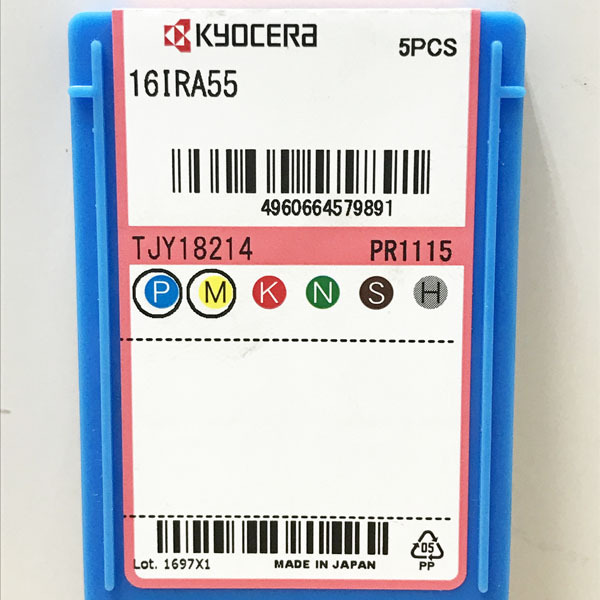 KYOCERA
5PCS
16IRA55
4960664579891
TJY18214 PR1115
P M K N S H
Lot. 1697X1 MADE IN JAPAN
05
PP